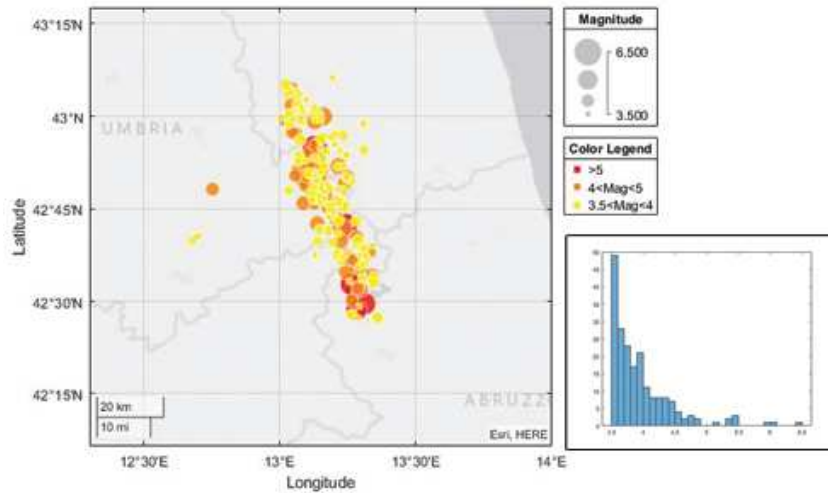 43°15'N
43°N
42°45'N
42°30'N
42°15'N
Latitude
UMBRIA
ABRUZZ
20 km
10 mi
Esri, HERE
12°30'E
13°E
13°30'E
14°E
Longitude
Magnitude
6.500
3.500
Color Legend
>5
4<Mag<5
3.5<Mag<4